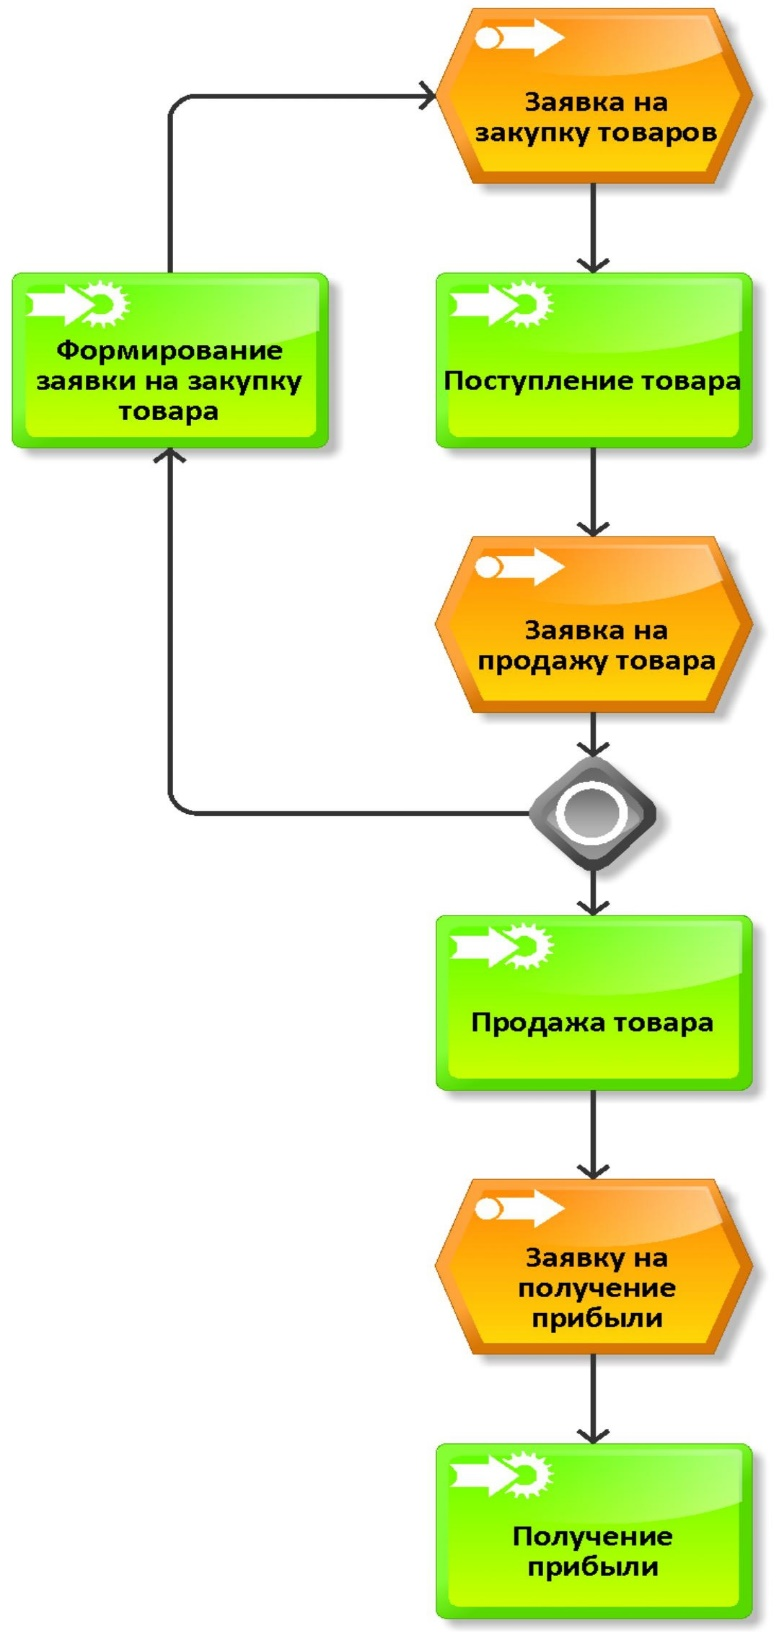 Заявка на
закупку товаров
Формирование
заявки на закупку
товара
Поступление товара
Заявка на
продажу товара
Продажа товара
Заявку на
получение
прибыли
Получение
прибыли